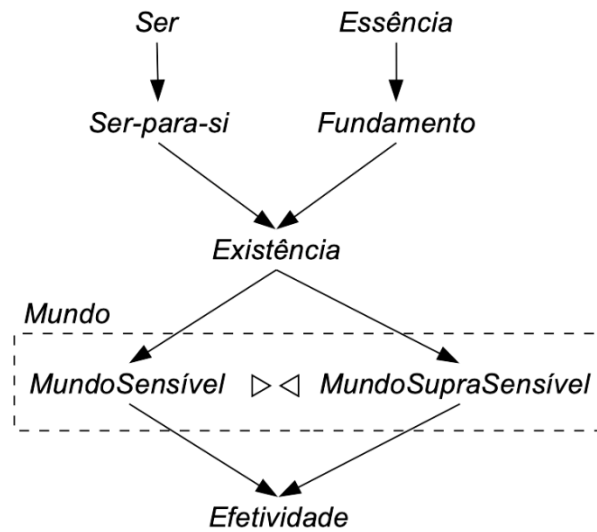 Ser Essência
Ser-para-si Fundamento
Existência
Mundo
MundoSensível ▷ ◁ MundoSupraSensível
Efetividade